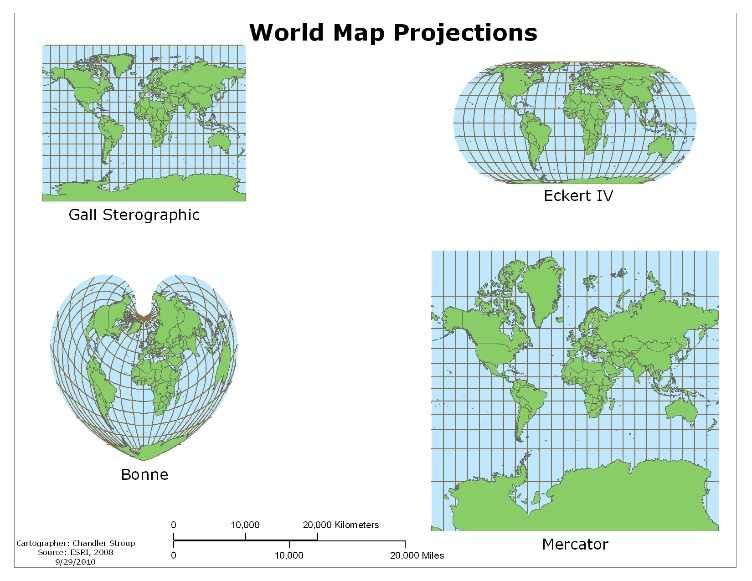 World Map Projections
Gall Sterographic
Eckert IV
Bonne
Mercator
0 10,000 20,000 Kilometers
0 10,000 20,000 Miles
Cartographer: Chandler Stroup
Source: ESRI, 2008
9/29/2010